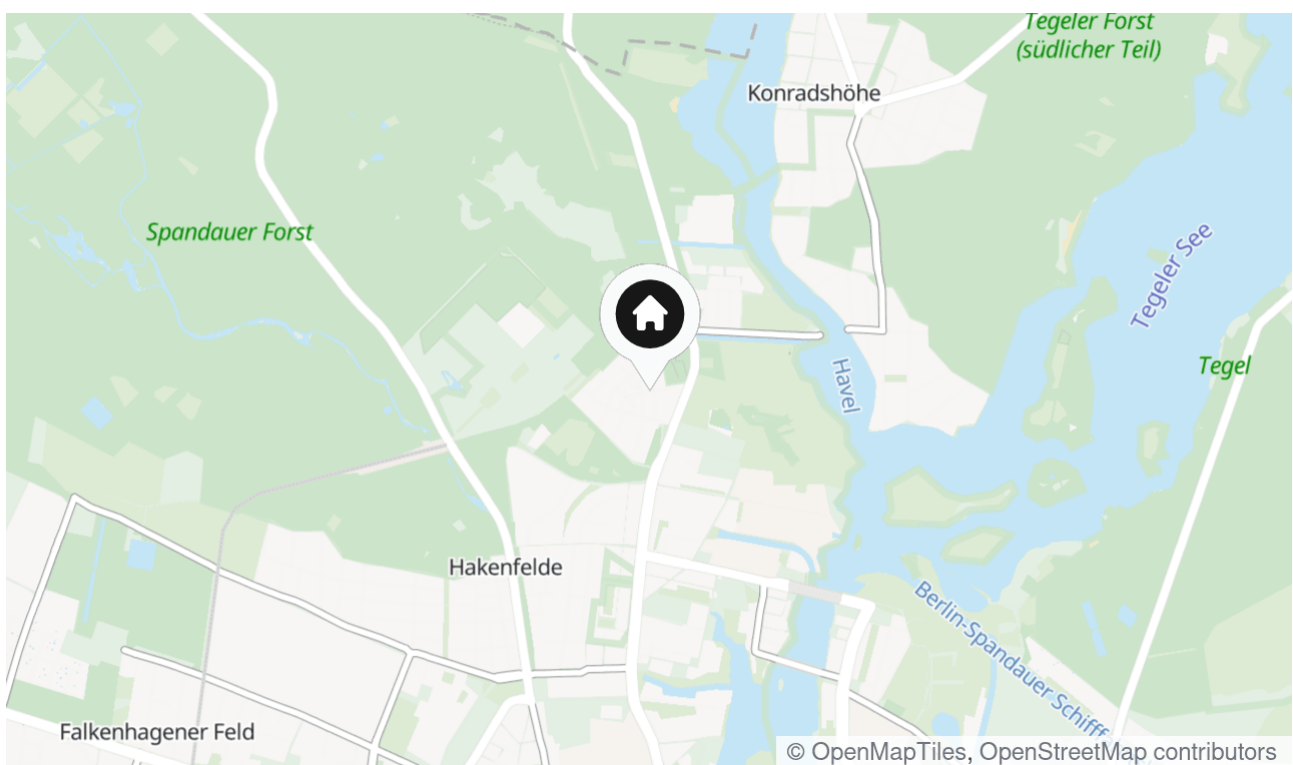 Tegeler Forst
(südlicher Teil)
Konradshöhe
Spandauer Forst
Tegeler See
Tegel
Havel
Hakenfelde
Berlin-Spandauer Schifff
Falkenhagener Feld
© OpenMapTiles, OpenStreetMap contributors